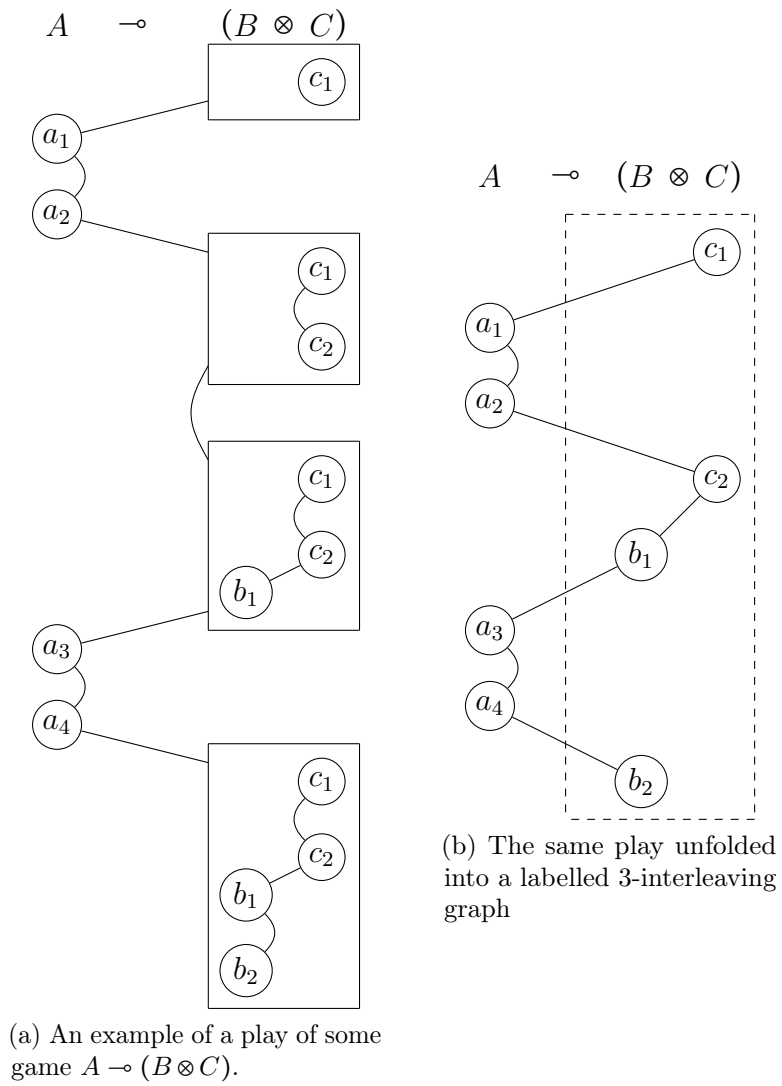 A ⊸ (B ⊗ C)
c₁
a₁
a₂
c₁
c₂
c₁
c₂
b₁
a₃
a₄
c₁
c₂
b₁
b₂
(a) An example of a play of some
game A ⊸ (B ⊗ C).
A ⊸ (B ⊗ C)
c₁
a₁
a₂
c₂
b₁
a₃
a₄
b₂
(b) The same play unfolded
into a labelled 3-interleaving
graph